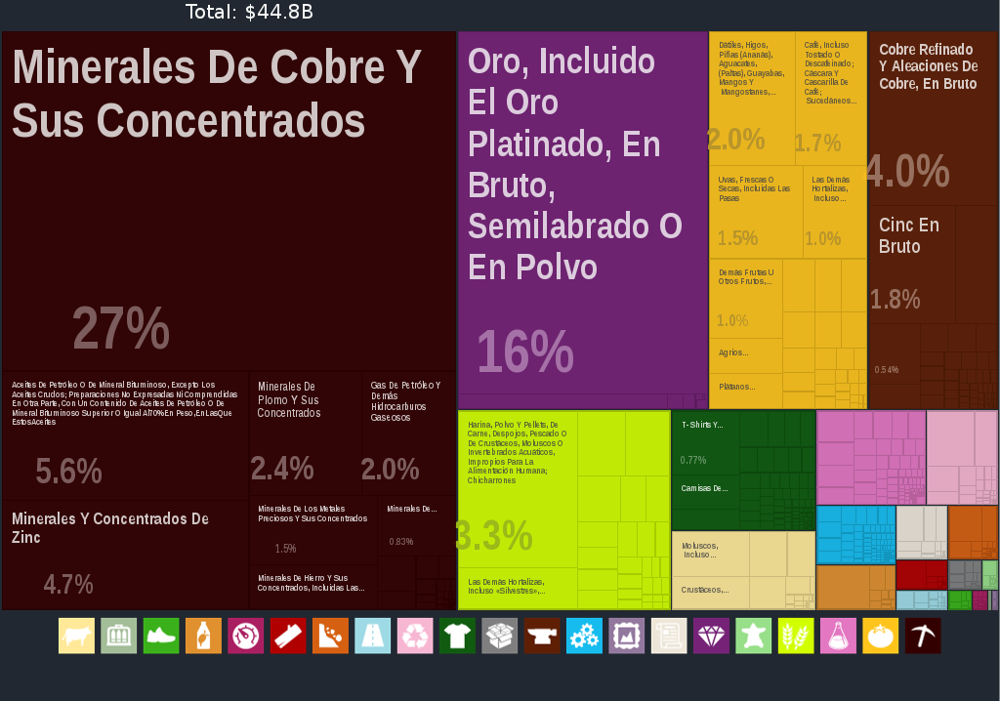 Total: $44.8B
Minerales De Cobre Y
Sus Concentrados
27%
Aceites De Petróleo O De Mineral Bituminoso, Excepto Los
Aceites Crudos; Preparaciones No Expresadas Ni Comprendidas
En Otra Parte, Con Un Contenido De Aceites De Petróleo O De
Mineral Bituminoso Superior O Igual Al70%En Peso,EnLasQue
EstosAceites
5.6%
Minerales Y Concentrados De
Zinc
4.7%
Minerales De
Plomo Y Sus
Concentrados
2.4%
Gas De Petróleo Y
Demás
Hidrocarburos
Gaseosos
2.0%
Minerales De Los Metales
Preciosos Y Sus Concentrados
1.5%
Minerales De...
0.83%
Minerales De Hierro Y Sus
Concentrados, Incluidas Las...
Oro, Incluido
El Oro
Platinado, En
Bruto,
Semilabrado O
En Polvo
16%
Dátiles, Higos,
Piñas (Ananás),
Aguacates,
(Paltas), Guayabas,
Mangos Y
Mangostanes,...
2.0%
Café, Incluso
Tostado O
Descafeinado;
Cáscara Y
Cascarilla De
Café;
Sucedáneos...
1.7%
Uvas, Frescas O
Secas, Incluidas Las
Pasas
1.5%
Las Demás
Hortalizas,
Incluso...
1.0%
Demás Frutas U
Otros Frutos,...
1.0%
Agrios...
Plátanos...
Cobre Refinado
Y Aleaciones De
Cobre, En Bruto
4.0%
Cinc En
Bruto
1.8%
0.54%
Harina, Polvo Y Pellets, De
Carne, Despojos, Pescado O
De Crustáceos, Moluscos O
Invertebrados Acuáticos,
Impropios Para La
Alimentación Humana;
Chicharrones
3.3%
Las Demás Hortalizas,
Incluso «Silvestres»,...
T- Shirts Y...
0.77%
Camisas De...
Moluscos,
Incluso...
Crustáceos,...